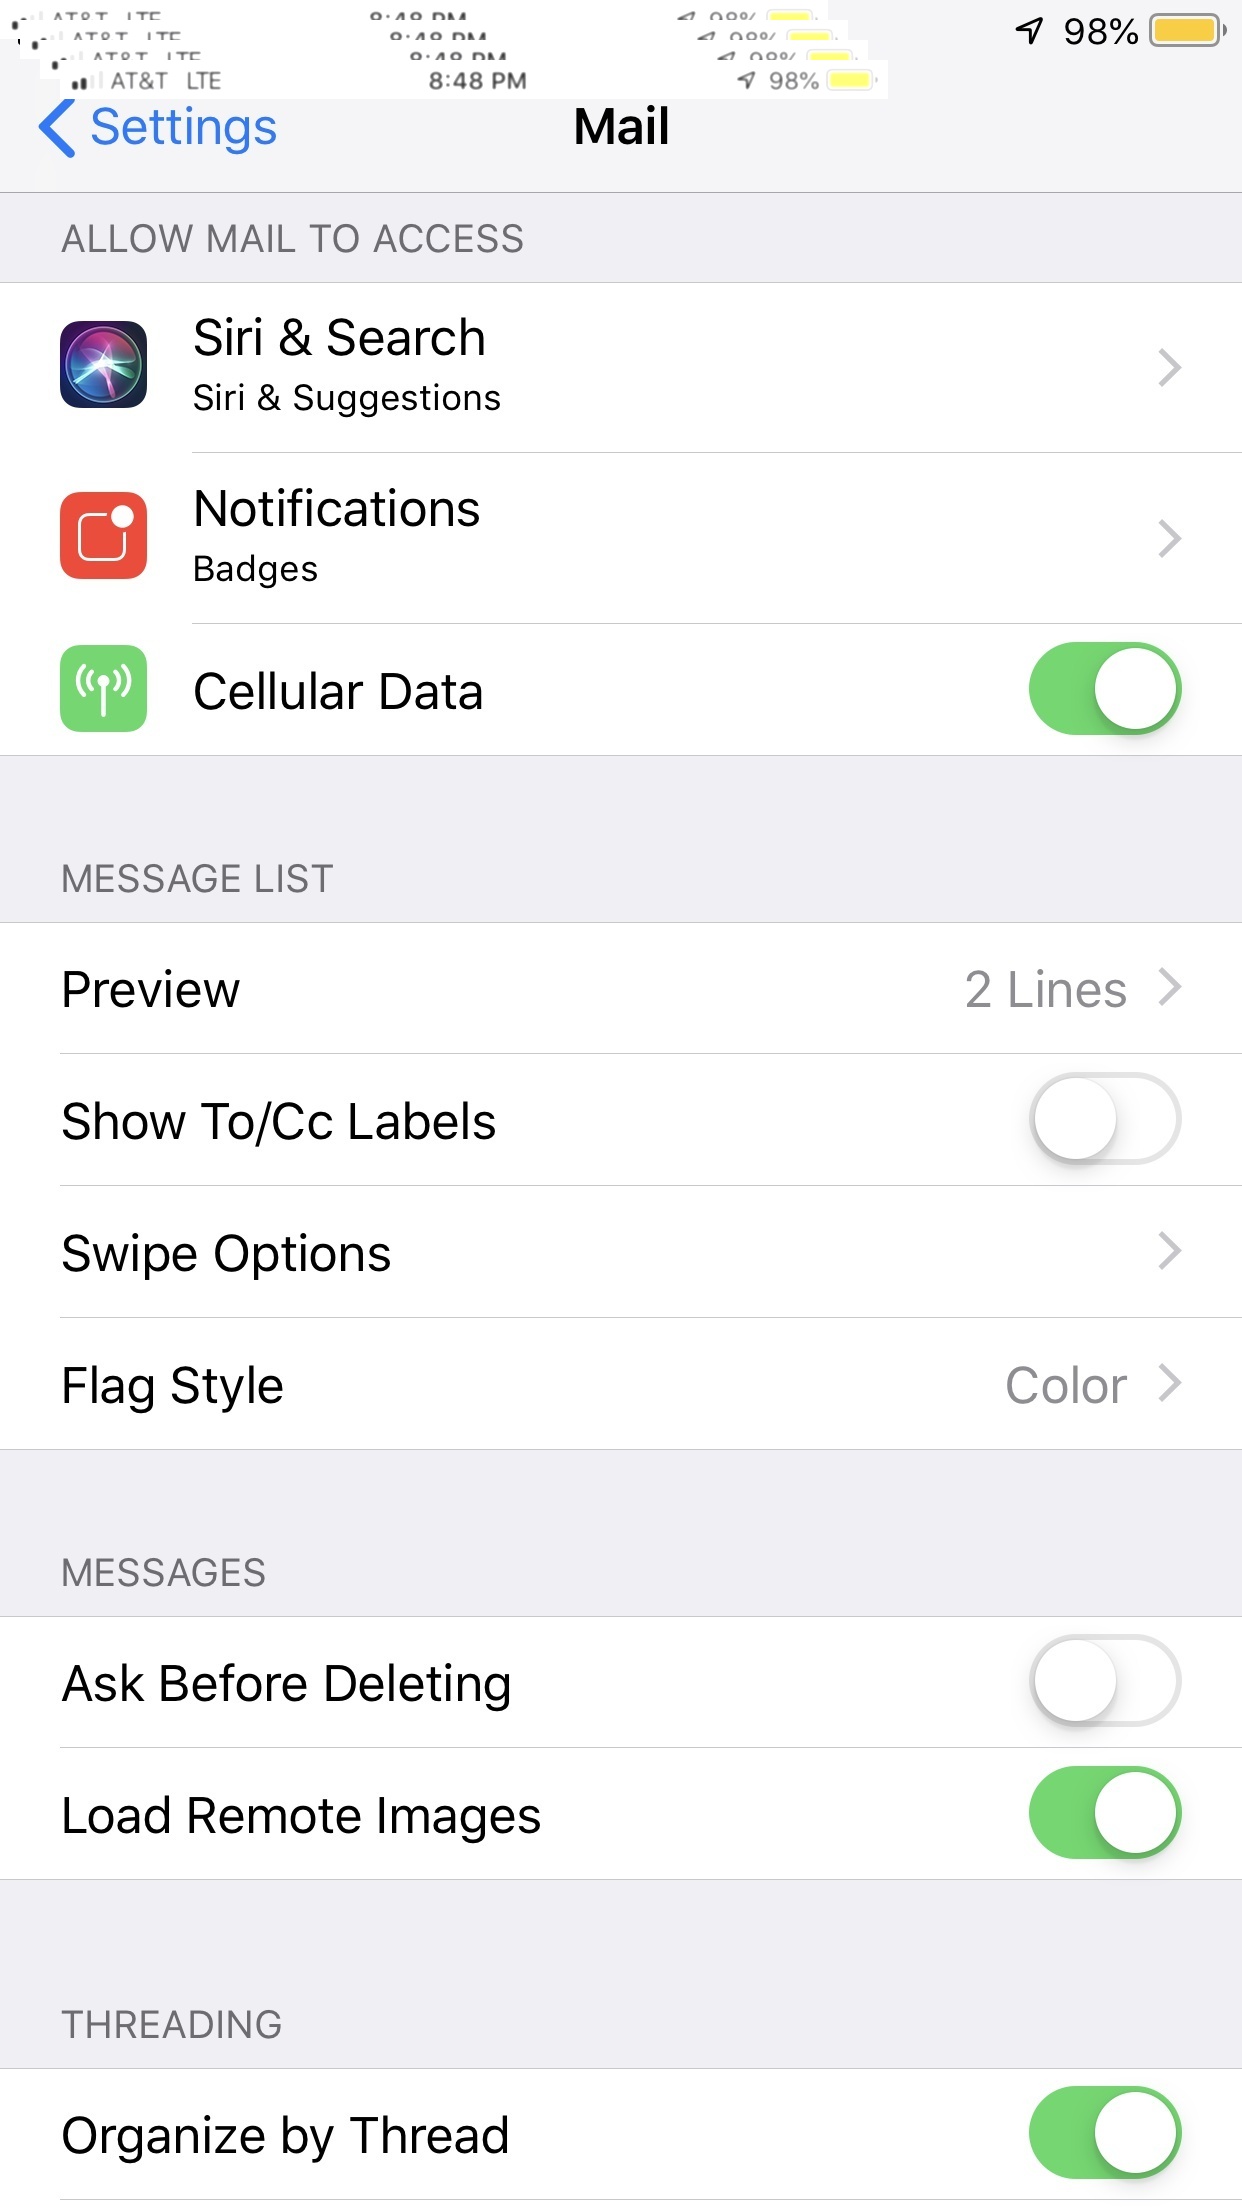 98%
AT&T LTE 8:48 PM 98%
Settings Mail
ALLOW MAIL TO ACCESS
Siri & Search
Siri & Suggestions
Notifications
Badges
Cellular Data
MESSAGE LIST
Preview 2 Lines
Show To/Cc Labels
Swipe Options
Flag Style Color
MESSAGES
Ask Before Deleting
Load Remote Images
THREADING
Organize by Thread